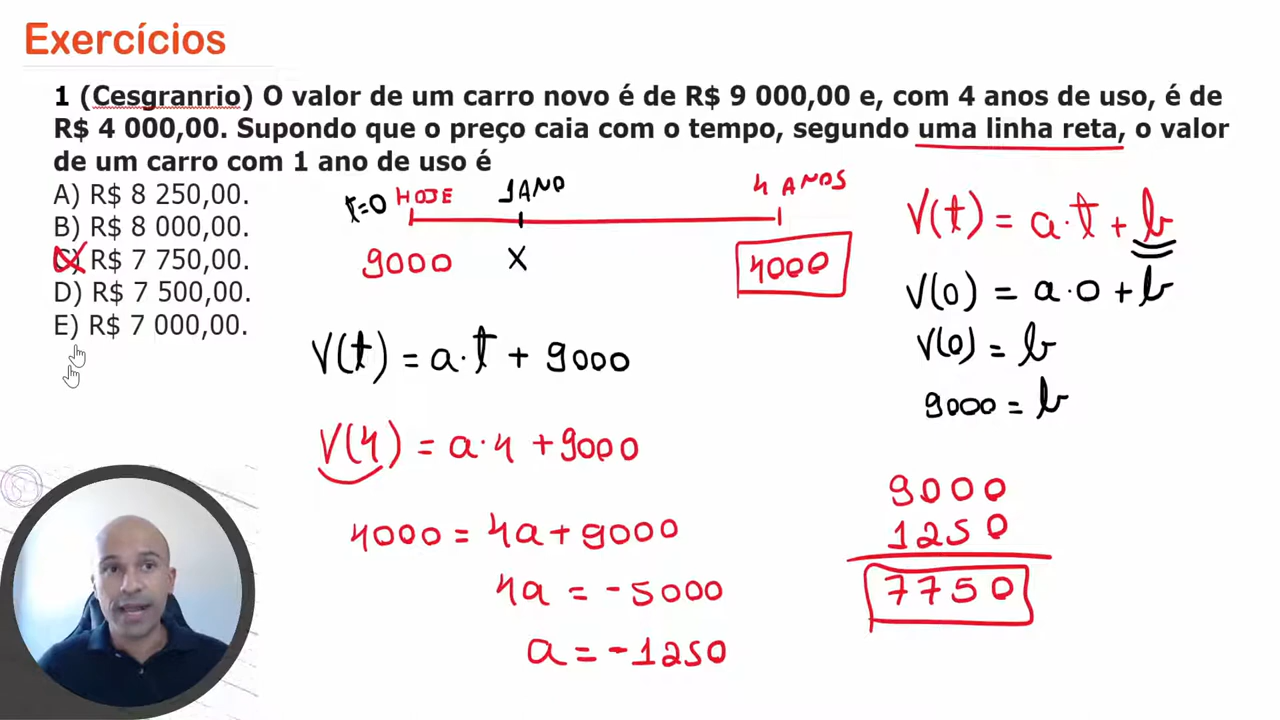 Exercícios
1 (Cesgranrio) O valor de um carro novo é de R$ 9 000,00 e, com 4 anos de uso, é de
R$ 4 000,00. Supondo que o preço caia com o tempo, segundo uma linha reta, o valor
de um carro com 1 ano de uso é
A) R$ 8 250,00.
B) R$ 8 000,00.
C) R$ 7 750,00.
D) R$ 7 500,00.
E) R$ 7 000,00.
t=0 HOJE 1 ANO 4 ANOS
9000 X 4000
V(t) = a·t + 9000
V(4) = a·4 + 9000
4000 = 4a + 9000
4a = -5000
a = -1250
V(t) = a·t + b
V(0) = a·0 + b
V(0) = b
9000 = b
9000
1250
7750